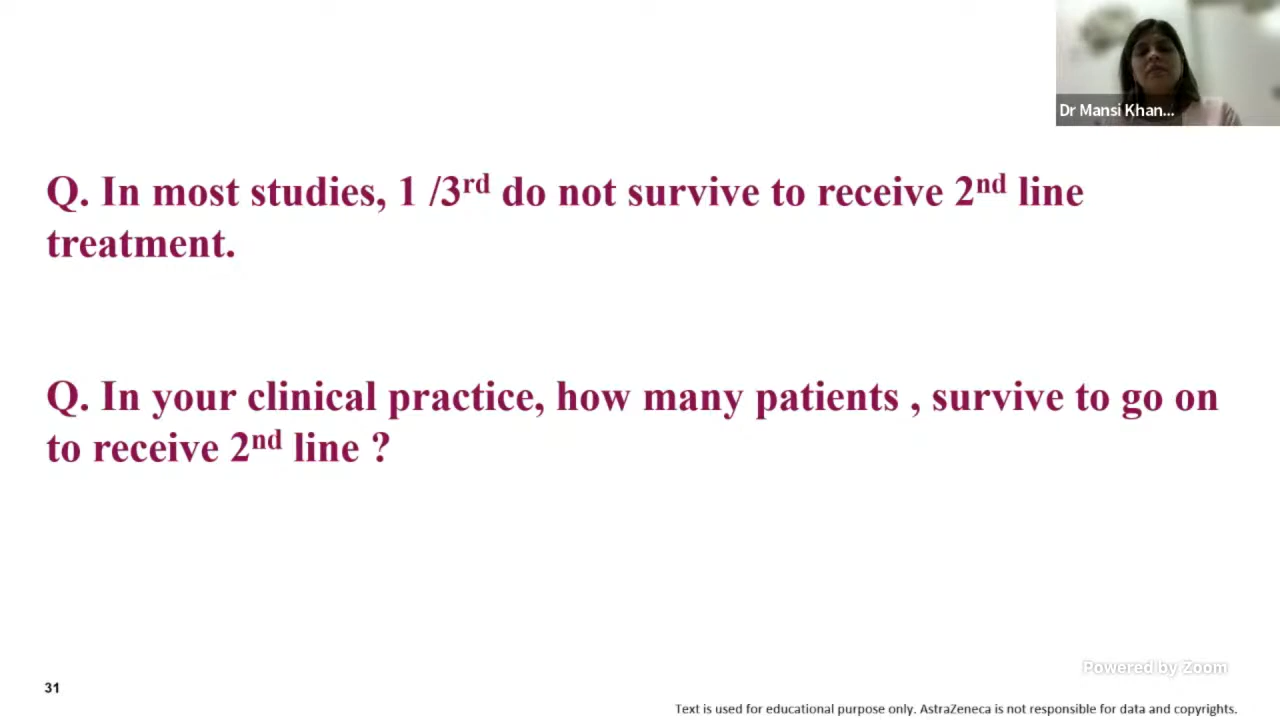 Dr Mansi Khan...
Q. In most studies, 1 /3rd do not survive to receive 2nd line
treatment.
Q. In your clinical practice, how many patients , survive to go on
to receive 2nd line ?
Powered by Zoom
31
Text is used for educational purpose only. AstraZeneca is not responsible for data and copyrights.